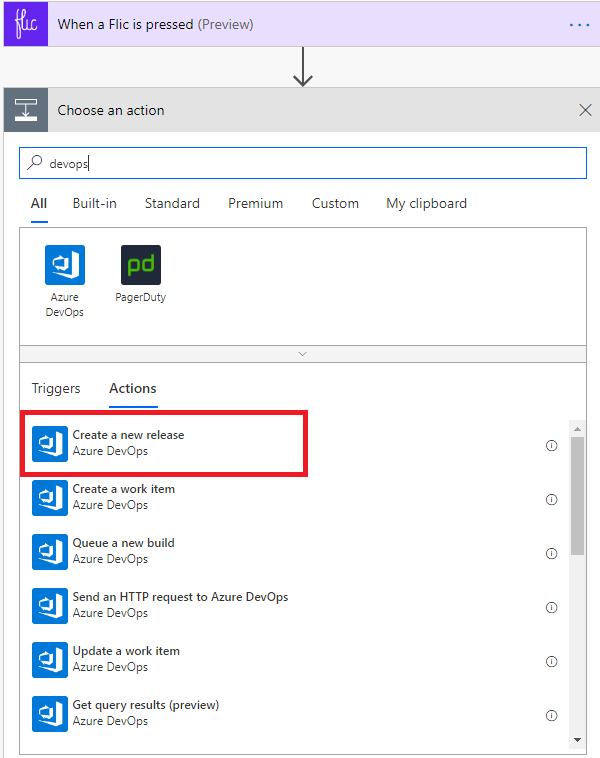 flic
When a Flic is pressed (Preview)
Choose an action
devops
All Built-in Standard Premium Custom My clipboard
pd
Azure DevOps
PagerDuty
Triggers Actions
Create a new release
Azure DevOps
Create a work item
Azure DevOps
Queue a new build
Azure DevOps
Send an HTTP request to Azure DevOps
Azure DevOps
Update a work item
Azure DevOps
Get query results (preview)
Azure DevOps